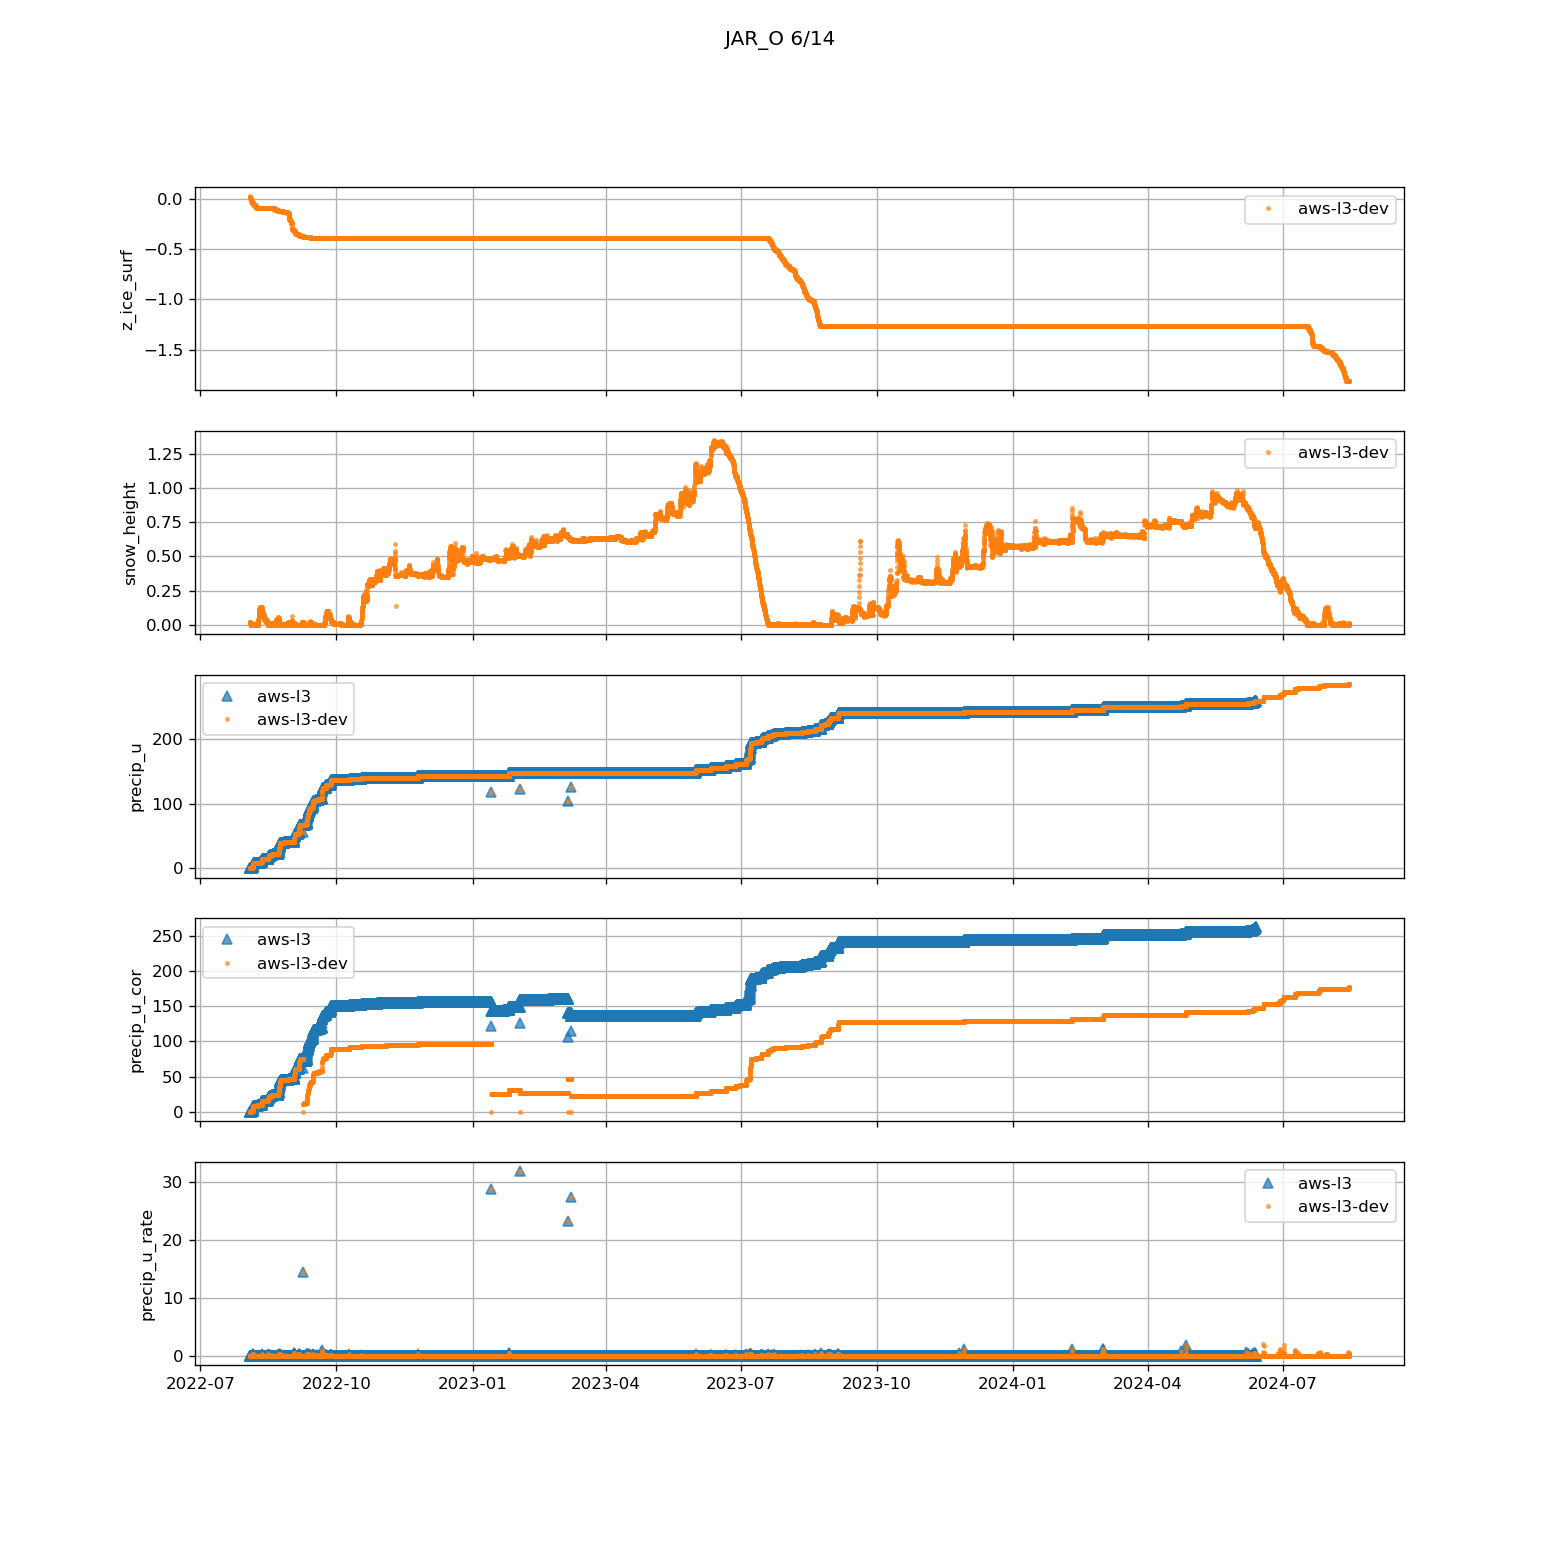 JAR_O 6/14
z_ice_surf
0.0
−0.5
−1.0
−1.5
aws-l3-dev
snow_height
1.25
1.00
0.75
0.50
0.25
0.00
aws-l3-dev
precip_u
200
100
0
aws-l3
aws-l3-dev
precip_u_cor
250
200
150
100
50
0
aws-l3
aws-l3-dev
precip_u_rate
30
20
10
0
aws-l3
aws-l3-dev
2022-07 2022-10 2023-01 2023-04 2023-07 2023-10 2024-01 2024-04 2024-07